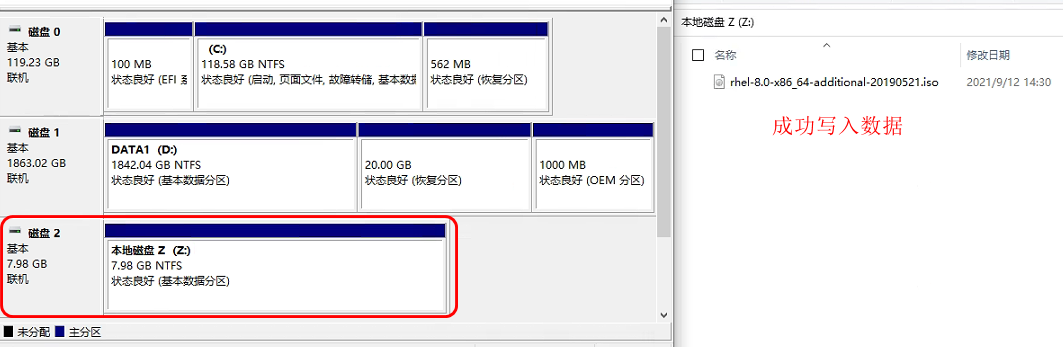 磁盘 0
基本
119.23 GB
联机
100 MB
状态良好 (EFI 系
(C:)
118.58 GB NTFS
状态良好 (启动, 页面文件, 故障转储, 基本数据
562 MB
状态良好 (恢复分区)
磁盘 1
基本
1863.02 GB
联机
DATA1 (D:)
1842.04 GB NTFS
状态良好 (基本数据分区)
20.00 GB
状态良好 (恢复分区)
1000 MB
状态良好 (OEM 分区)
磁盘 2
基本
7.98 GB
联机
本地磁盘 Z (Z:)
7.98 GB NTFS
状态良好 (基本数据分区)
未分配 主分区
本地磁盘 Z (Z:)
名称 修改日期
rhel-8.0-x86_64-additional-20190521.iso 2021/9/12 14:30
成功写入数据